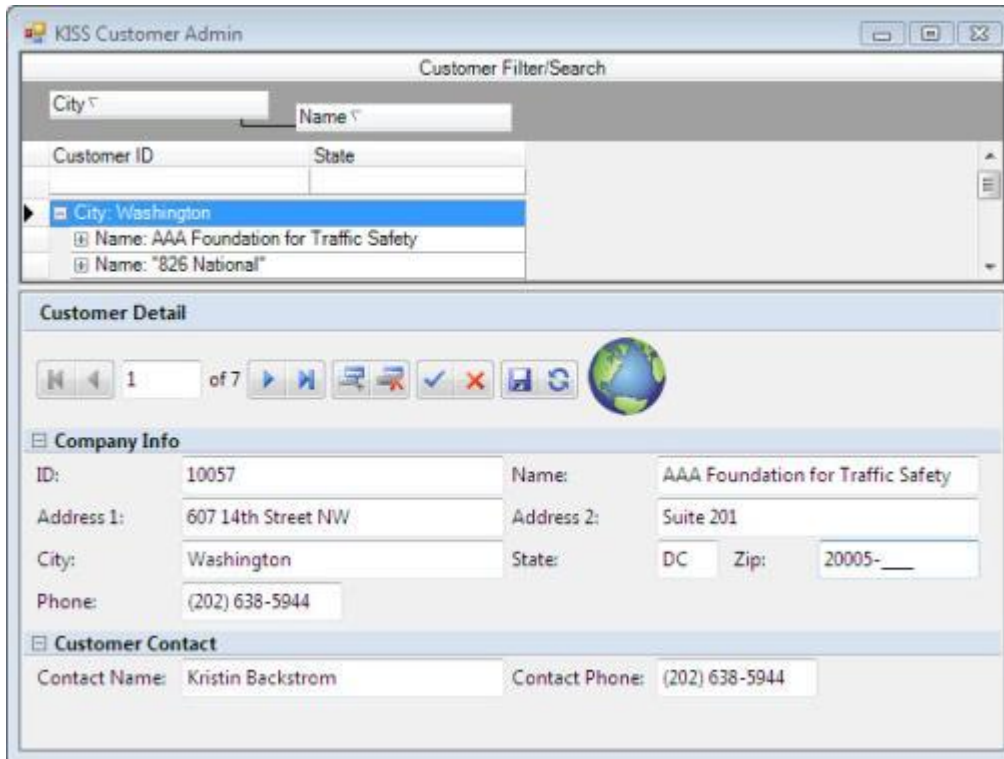 KISS Customer Admin
Customer Filter/Search
City
Name
Customer ID State
City: Washington
Name: AAA Foundation for Traffic Safety
Name: "826 National"
Customer Detail
1 of 7
Company Info
ID: 10057 Name: AAA Foundation for Traffic Safety
Address 1: 607 14th Street NW Address 2: Suite 201
City: Washington State: DC Zip: 20005-____
Phone: (202) 638-5944
Customer Contact
Contact Name: Kristin Backstrom Contact Phone: (202) 638-5944